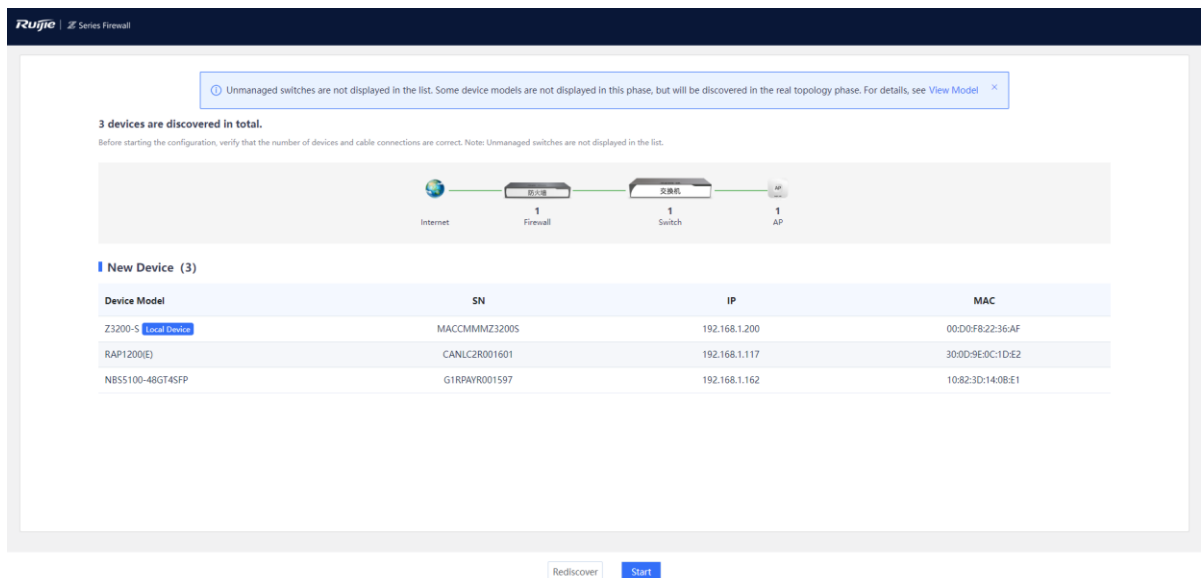 Ruijie | Z Series Firewall
Unmanaged switches are not displayed in the list. Some device models are not displayed in this phase, but will be discovered in the real topology phase. For details, see View Model ×
3 devices are discovered in total.
Before starting the configuration, verify that the number of devices and cable connections are correct. Note: Unmanaged switches are not displayed in the list.
防火墙 交换机 AP
1 1 1
Internet Firewall Switch AP
New Device (3)
Device Model SN IP MAC
Z3200-S Local Device MACCMMMZ3200S 192.168.1.200 00:D0:F8:22:36:AF
RAP1200(E) CANLC2R001601 192.168.1.117 30:0D:9E:0C:1D:E2
NBS5100-48GT4SFP G1RPAYR001597 192.168.1.162 10:82:3D:14:0B:E1
Rediscover Start